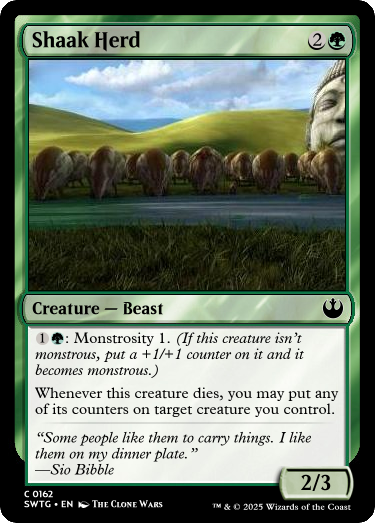 Shaak Herd 2
Creature — Beast
1: Monstrosity 1. (If this creature isn't
monstrous, put a +1/+1 counter on it and it
becomes monstrous.)
Whenever this creature dies, you may put any
of its counters on target creature you control.
“Some people like them to carry things. I like
them on my dinner plate.”
—Sio Bibble
2/3
C 0162
SWTG • EN The Clone Wars
™ & © 2025 Wizards of the Coast